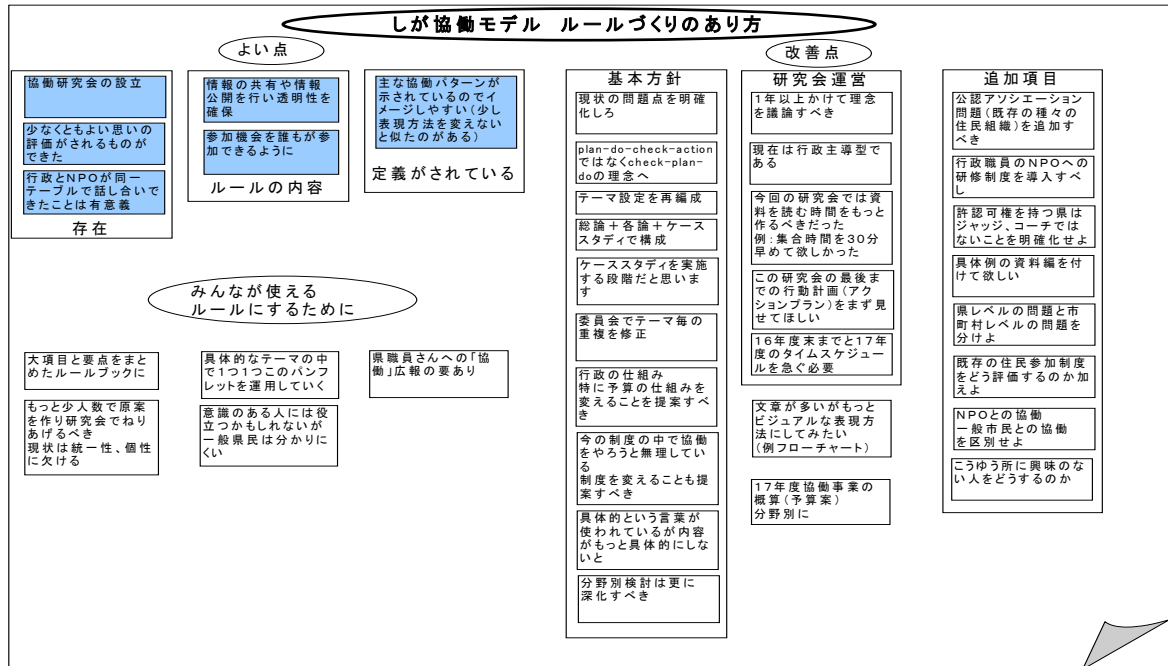 しが協働モデル　ルールづくりのあり方
よい点
協働研究会の設立
少なくともよい思いの
評価がされるものが
できた
行政とNPOが同一
テーブルで話し合いで
きたことは有意義
存在
情報の共有や情報
公開を行い透明性を
確保
参加機会を誰もが参
加できるように
ルールの内容
主な協働パターンが
示されているのでイ
メージしやすい(少し
表現方法を変えない
と似たのがある)
定義がされている
みんなが使える
ルールにするために
大項目と要点をまと
めたルールブックに
もっと少人数で原案
を作り研究会でねり
あげるべき
現状は統一性、個性
に欠ける
具体的なテーマの中
で1つ1つこのパンフ
レットを運用していく
意識のある人には役
立つかもしれないが
一般県民は分かりに
くい
県職員さんへの「協
働」広報の要あり
改善点
基本方針
現状の問題点を明確
化しろ
plan-do-check-action
ではなくcheck-plan-
doの理念へ
テーマ設定を再編成
総論+各論+ケース
スタディで構成
ケーススタディを実施
する段階だと思いま
す
委員会でテーマ毎の
重複を修正
行政の仕組み
特に予算の仕組みを
変えることを提案すべ
き
今の制度の中で協働
をやろうと無理してい
る
制度を変えることも提
案すべき
具体的という言葉が
使われているが内容
がもっと具体的にしな
いと
分野別検討は更に
深化すべき
研究会運営
1年以上かけて理念
を議論すべき
現在は行政主導型で
ある
今回の研究会では資
料を読む時間をもっと
作るべきだった
例:集合時間を30分
早めて欲しかった
この研究会の最後ま
での行動計画(アク
ションプラン)をまず見
せてほしい
16年度末までと17年
度のタイムスケジュー
ルを急ぐ必要
文章が多いがもっと
ビジュアルな表現方
法にしてみたい
(例フローチャート)
17年度協働事業の
概算(予算案)
分野別に
追加項目
公認アソシエーション
問題(既存の種々の
住民組織)を追加す
べき
行政職員のNPOへの
研修制度を導入すべ
し
許認可権を持つ県は
ジャッジ、コーチでは
ないことを明確化せよ
具体例の資料編を付
けて欲しい
県レベルの問題と市
町村レベルの問題を
分けよ
既存の住民参加制度
をどう評価するのか加
えよ
NPOとの協働
一般市民との協働
を区別せよ
こうゆう所に興味のな
い人をどうするのか